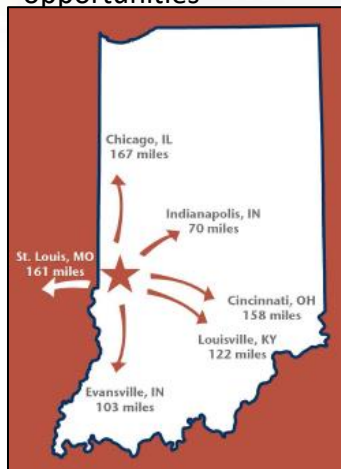 opportunities
Chicago, IL
167 miles
Indianapolis, IN
70 miles
St. Louis, MO
161 miles
Cincinnati, OH
158 miles
Louisville, KY
122 miles
Evansville, IN
103 miles